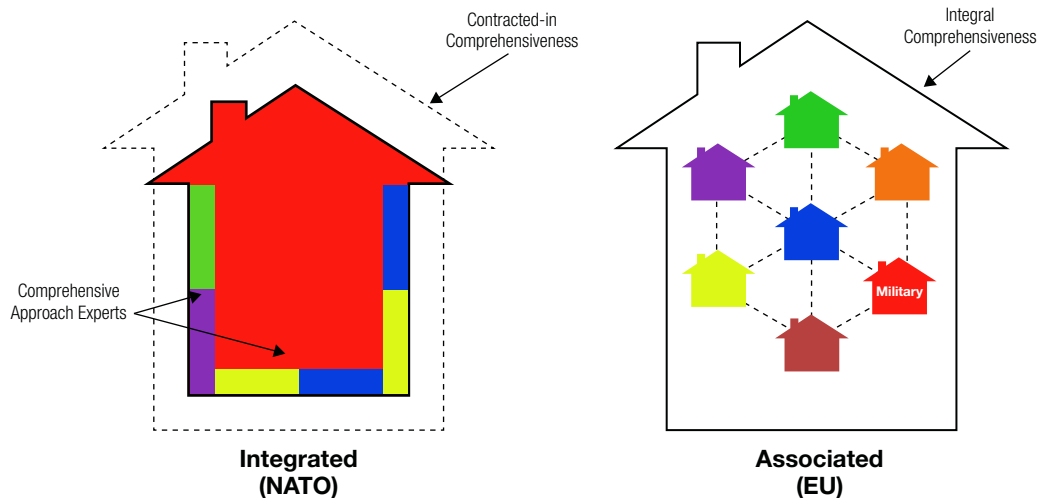 Contracted-in
Comprehensiveness
Integral
Comprehensiveness
Comprehensive
Approach Experts
Military
Integrated
(NATO)
Associated
(EU)